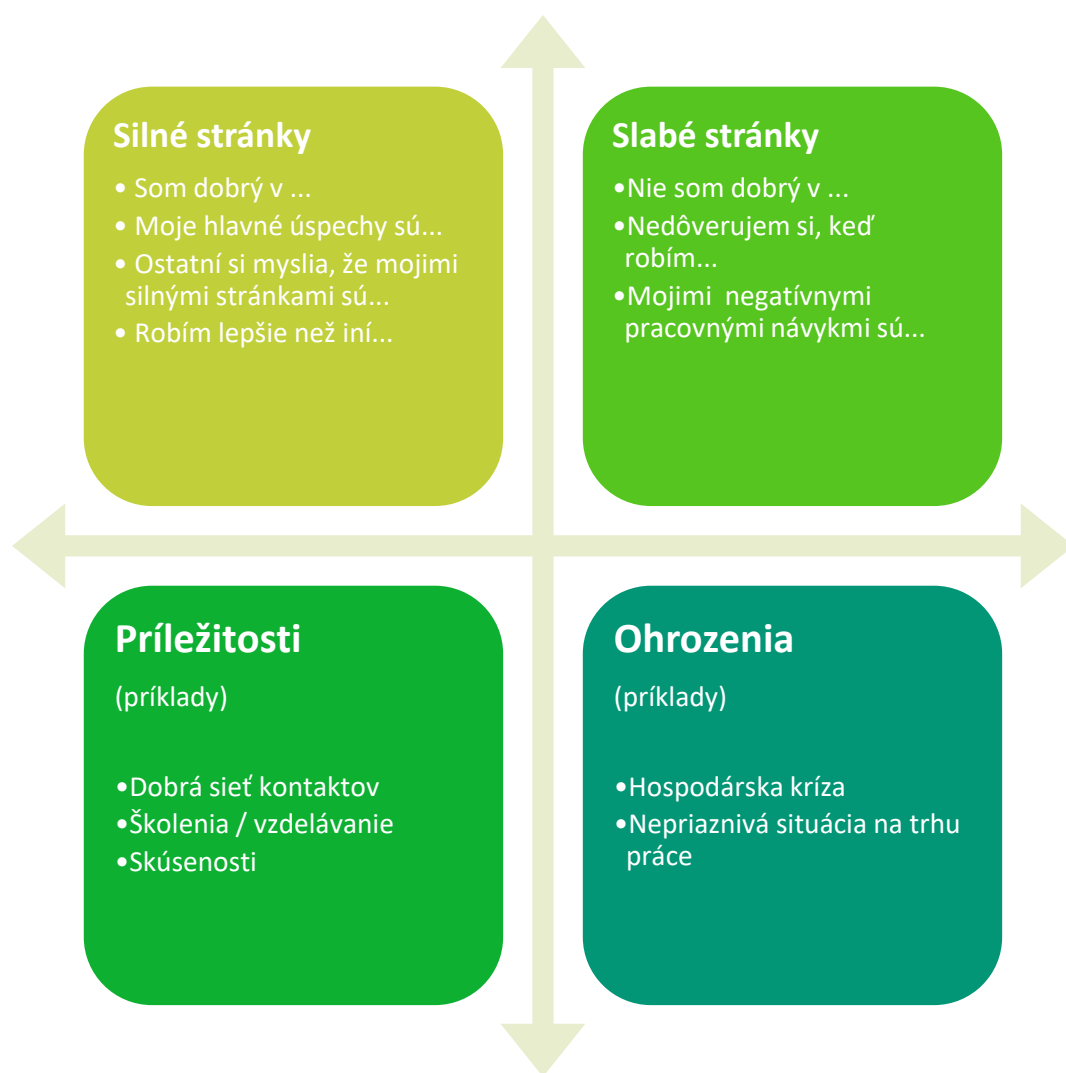 Silné stránky
• Som dobrý v ...
• Moje hlavné úspechy sú...
• Ostatní si myslia, že mojimi
silnými stránkami sú...
• Robím lepšie než iní...
Slabé stránky
•Nie som dobrý v ...
•Nedôverujem si, keď
robím...
•Mojimi  negatívnymi
pracovnými návykmi sú...
Príležitosti
(príklady)
•Dobrá sieť kontaktov
•Školenia / vzdelávanie
•Skúsenosti
Ohrozenia
(príklady)
•Hospodárska kríza
•Nepriaznivá situácia na trhu
práce